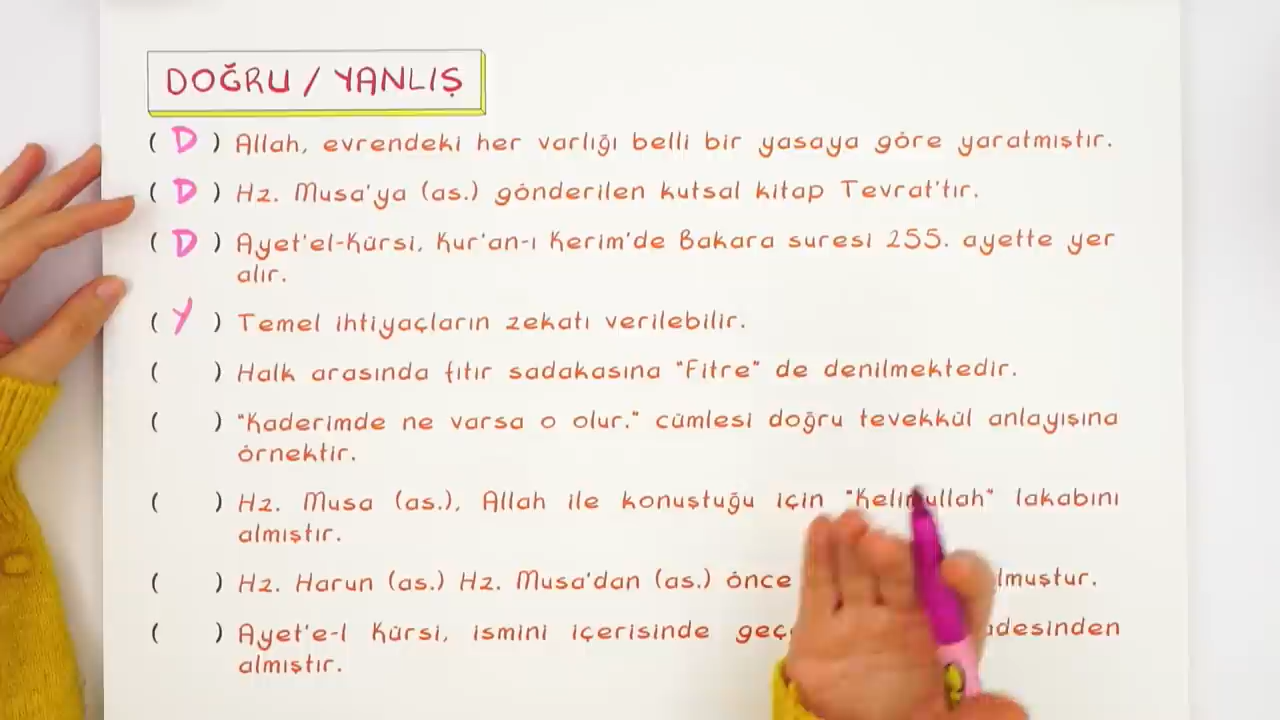 DOĞRU / YANLIŞ
( D ) Allah, evrendeki her varlığı belli bir yasaya göre yaratmıştır.
( D ) Hz. Musa'ya (as.) gönderilen kutsal kitap Tevrat'tır.
( D ) Ayet'el-Kürsi, Kur'an-ı Kerim'de Bakara suresi 255. ayette yer
alır.
( Y ) Temel ihtiyaçların zekatı verilebilir.
( ) Halk arasında fıtır sadakasına "Fitre" de denilmektedir.
( ) "Kaderimde ne varsa o olur." cümlesi doğru tevekkül anlayışına
örnektir.
( ) Hz. Musa (as.), Allah ile konuştuğu için "Kelimullah" lakabını
almıştır.
( ) Hz. Harun (as.) Hz. Musa'dan (as.) önce
( ) Ayet'e-l Kürsi, ismini içerisinde
almıştır.